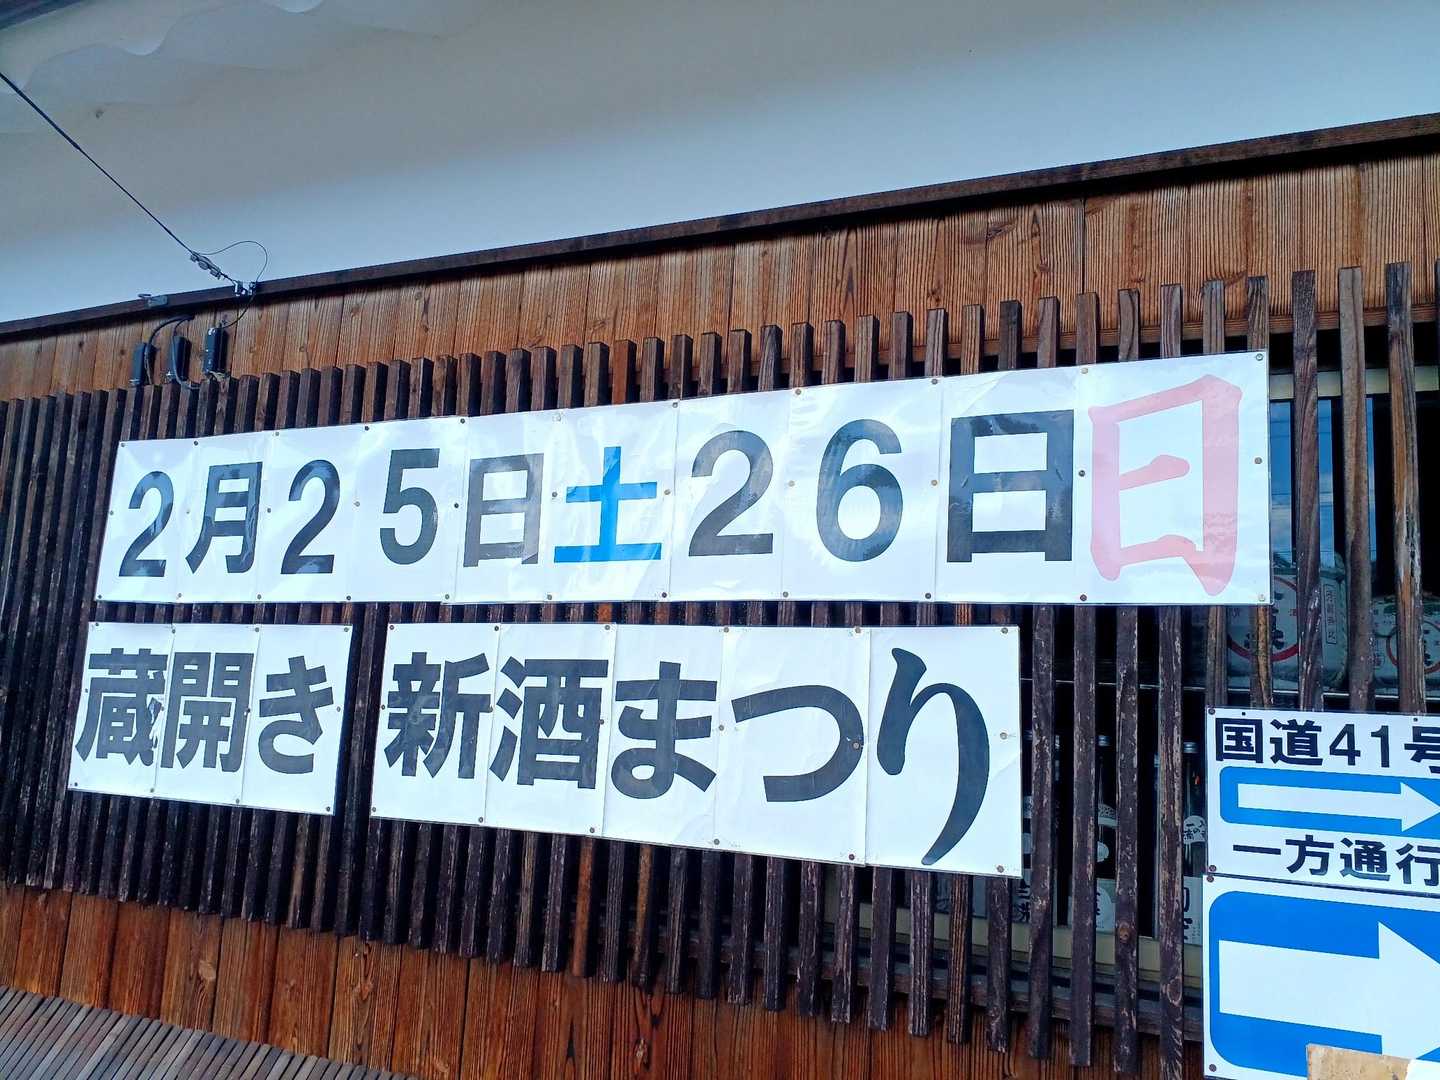 2月25日土26日日
蔵開き 新酒まつり
国道41号
一方通行